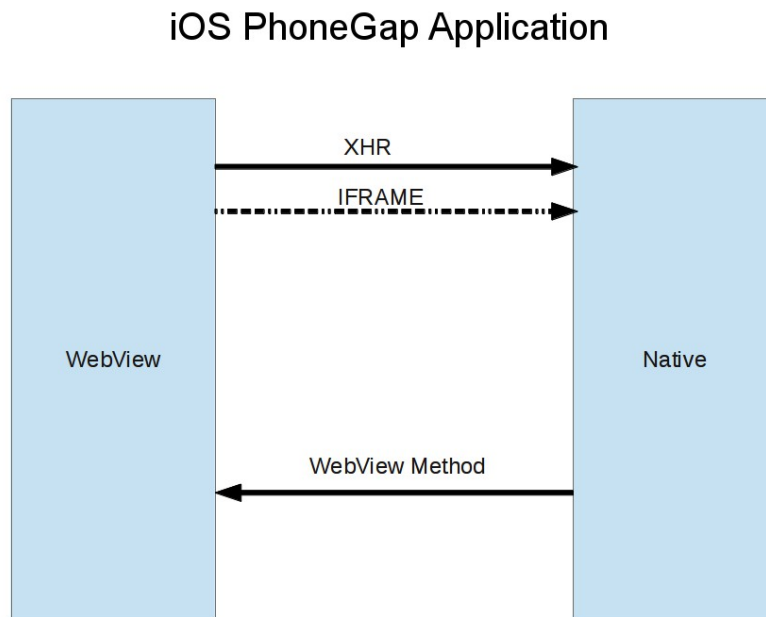 iOS PhoneGap Application
XHR
IFRAME
WebView
Native
WebView Method